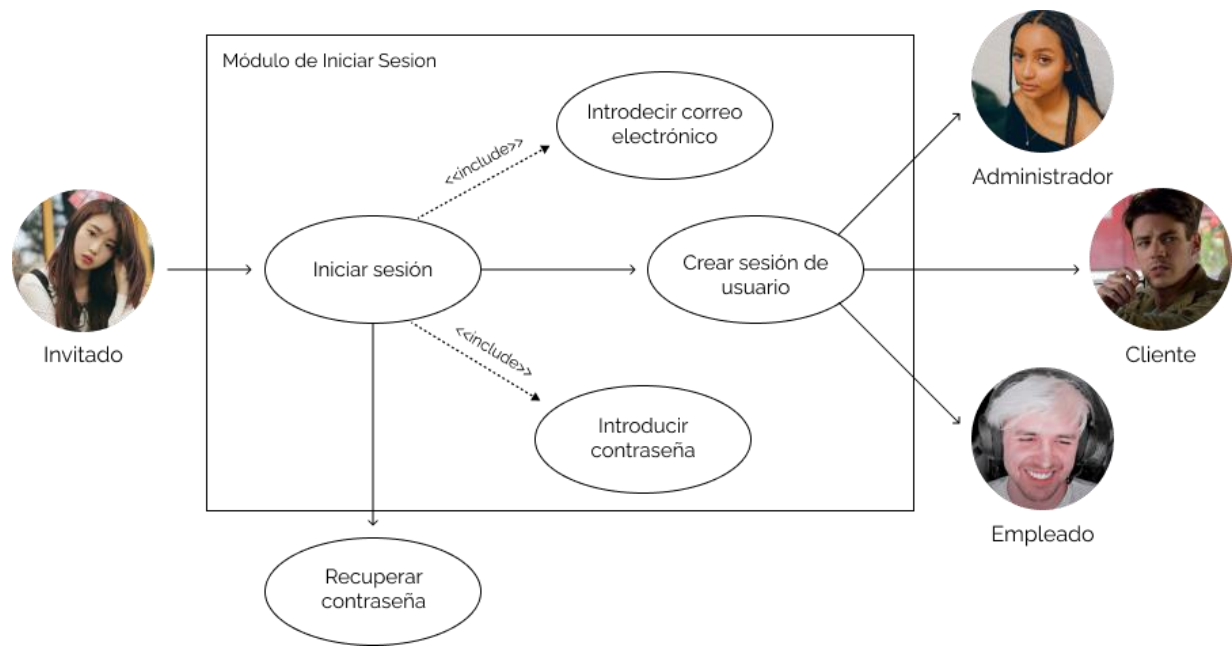 Módulo de Iniciar Sesion
Introdecir correo
electrónico
<<include>>
Administrador
Iniciar sesión
Crear sesión de
usuario
Invitado
<<include>>
Cliente
Introducir
contraseña
Empleado
Recuperar
contraseña